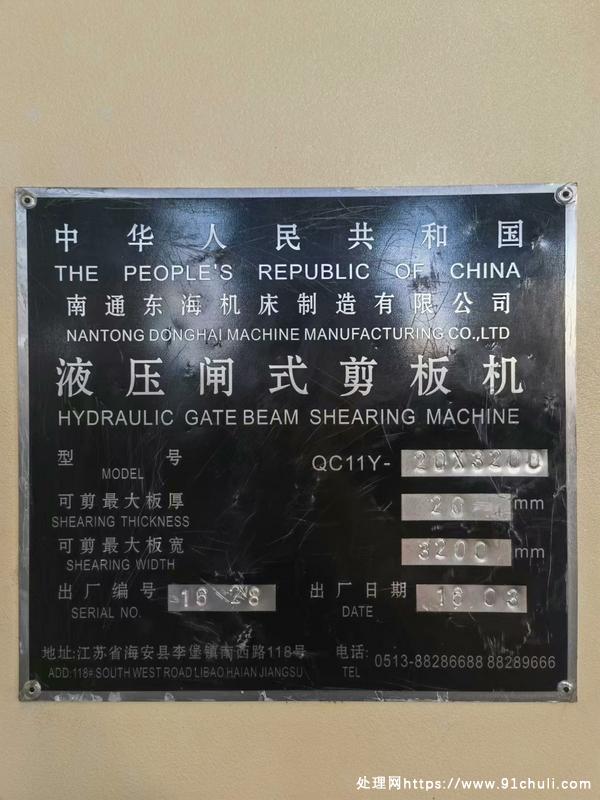 中华人民共和国
THE PEOPLE'S REPUBLIC OF CHINA
南通东海机床制造有限公司
NANTONG DONGHAI MACHINE MANUFACTURING CO.,LTD
液压闸式剪板机
HYDRAULIC GATE BEAM SHEARING MACHINE
型号 QC11Y- 20X3200
MODEL
可剪最大板厚 20 mm
SHEARING THICKNESS
可剪最大板宽 3200 mm
SHEARING WIDTH
出厂编号 16 28 出厂日期 16 03
SERIAL NO. DATE
地址:江苏省海安县李堡镇南西路118号 电话: 0513-88286688 88289666
ADD:118# SOUTH WEST ROAD LIBAO HAIAN JIANGSU TEL
处理网https://www.91chuli.com